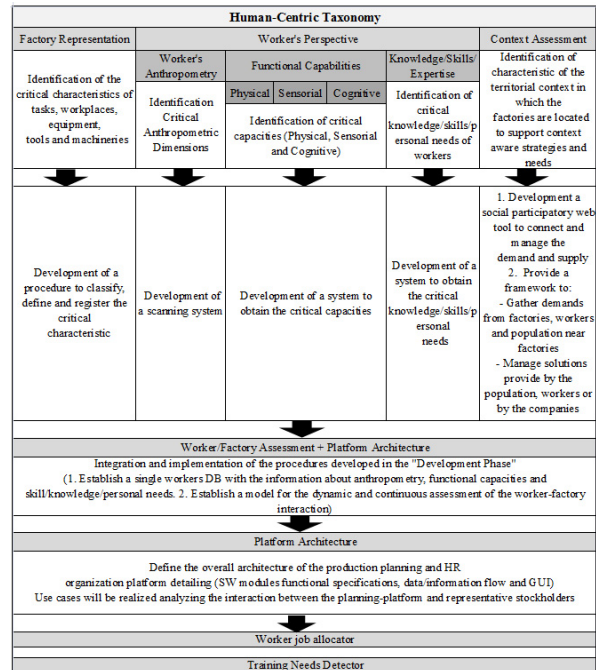 Human-Centric Taxonomy
Factory Representation
Worker's Perspective
Context Assessment
Identification of the
critical characteristics of
tasks, workplaces,
equipment,
tools and machineries
Worker's
Anthropometry
Identification
Critical
Anthropometric
Dimensions
Functional Capabilities
Physical
Sensorial
Cognitive
Identification of critical
capacities (Physical, Sensorial
and Cognitive)
Knowledge/Skills/
Expertise
Identification of
critical
knowledge/skills/p
ersonal needs of
workers
Identification of
characteristic of the
territorial context in
which the
factories are located
to support context
aware strategies and
needs
Development of a
procedure to classify,
define and register the
critical
characteristic
Development of
a scanning system
Development of a system to
obtain the critical capacities
Development of a
system to obtain
the critical
knowledge/skills/p
ersonal
needs
1. Development a
social participatory web
tool to connect and
manage the
demand and supply
2. Provide a
framework to:
- Gather demands
from factories, workers
and population near
factories
- Manage solutions
provide by the
population, workers or
by the companies
Worker/Factory Assessment + Platform Architecture
Integration and implementation of the procedures developed in the "Development Phase"
(1. Establish a single workers DB with the information about anthropometry, functional capacities and
skill/knowledge/personal needs. 2. Establish a model for the dynamic and continuous assessment of the worker-factory
interaction)
Platform Architecture
Define the overall architecture of the production planning and HR
organization platform detailing (SW modules functional specifications, data/information flow and GUI)
Use cases will be realized analyzing the interaction between the planning-platform and representative stockholders
Worker job allocator
Training Needs Detector